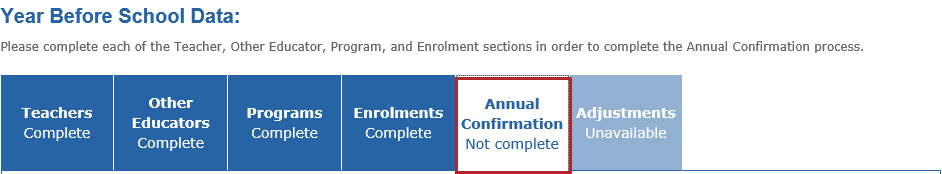 Year Before School Data:
Please complete each of the Teacher, Other Educator, Program, and Enrolment sections in order to complete the Annual Confirmation process.
Teachers
Complete
Other
Educators
Complete
Programs
Complete
Enrolments
Complete
Annual
Confirmation
Not complete
Adjustments
Unavailable